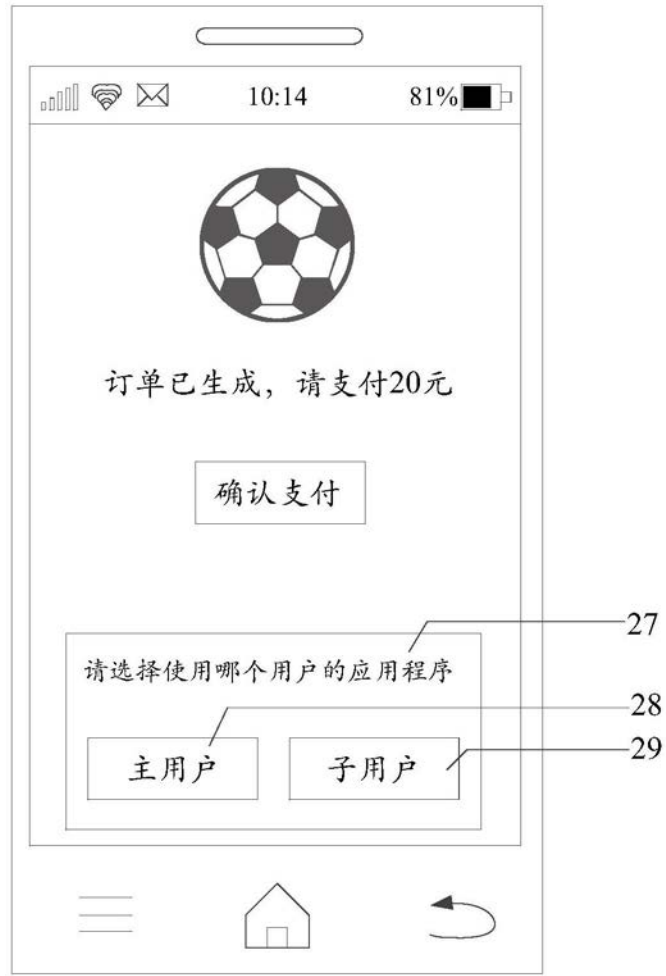 10:14 81%
订单已生成，请支付20元
确认支付
27
请选择使用哪个用户的应用程序
28
主用户 子用户
29